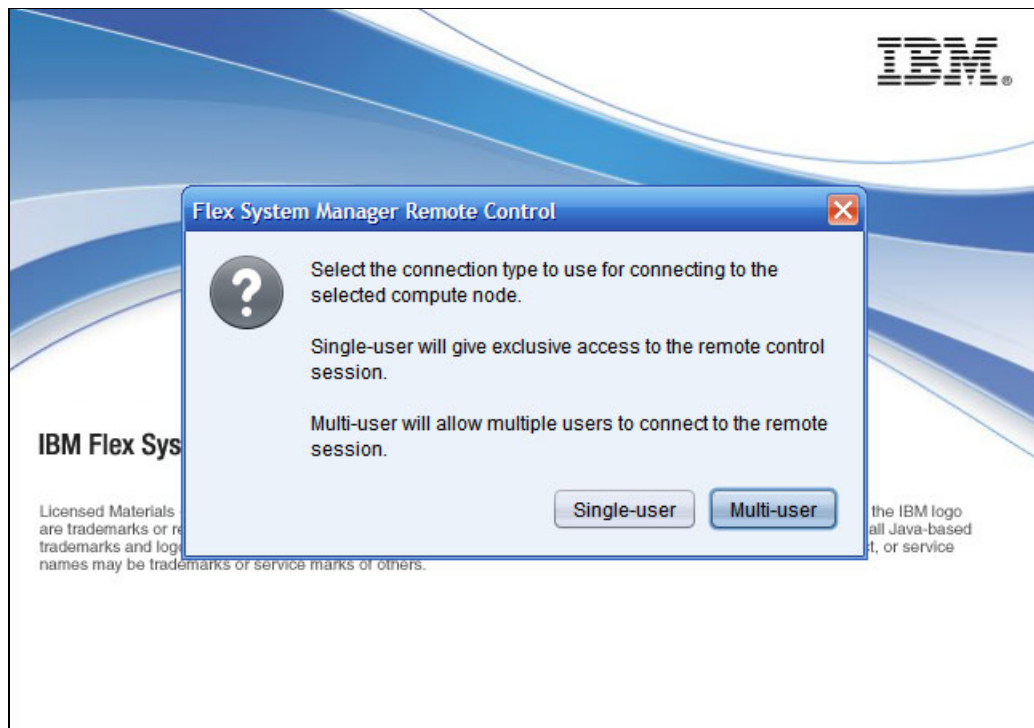 IBM®
Flex System Manager Remote Control
Select the connection type to use for connecting to the
selected compute node.
Single-user will give exclusive access to the remote control
session.
Multi-user will allow multiple users to connect to the remote
session.
Single-user
Multi-user
IBM Flex Sys
Licensed Materials
the IBM logo
are trademarks or re
all Java-based
trademarks and logo
t, or service
names may be trademarks or service marks of others.